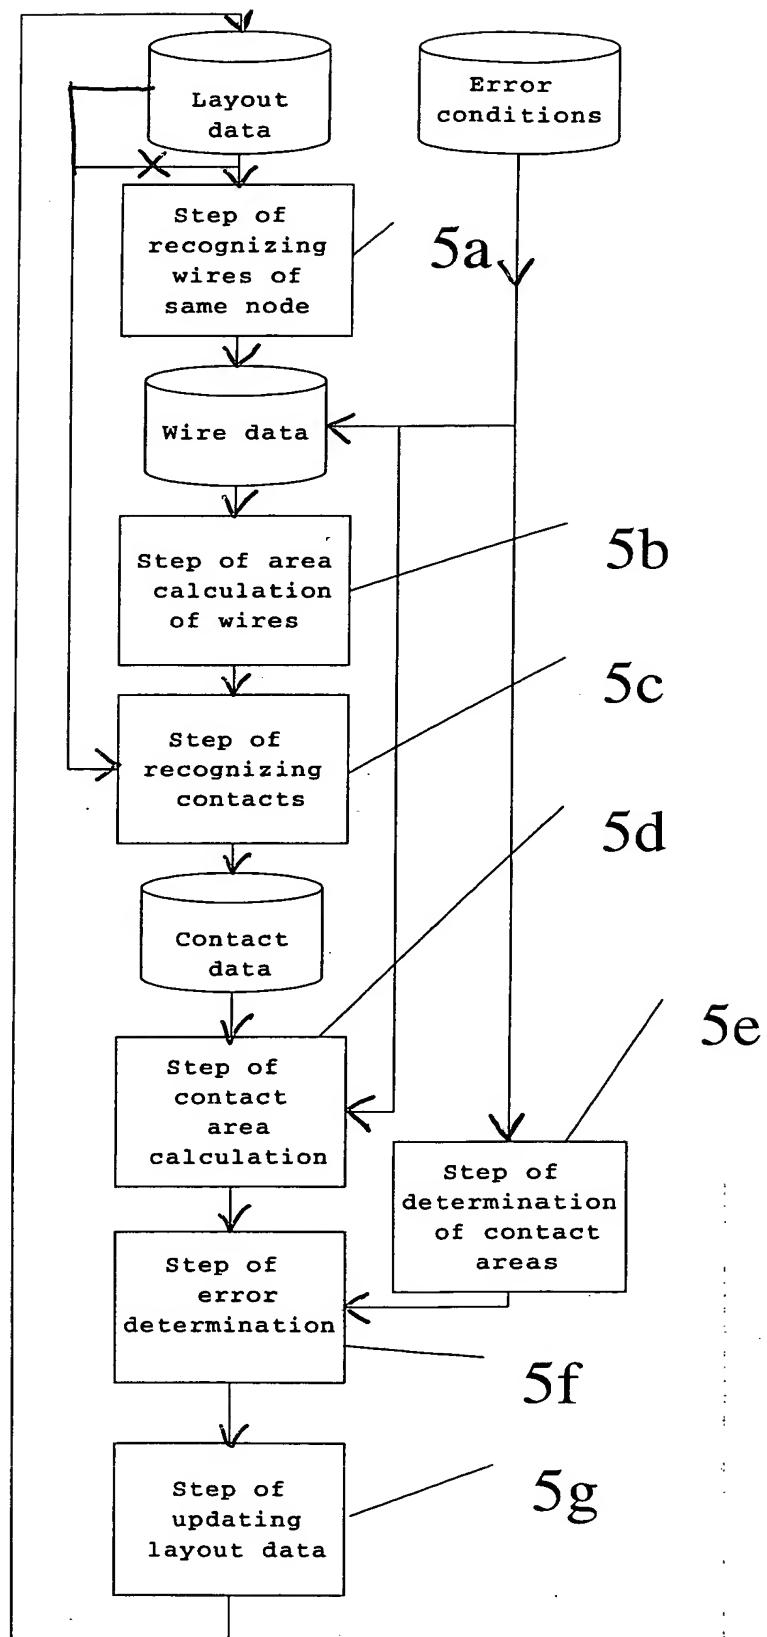 Layout
data
Error
conditions
Step of
recognizing
wires of
same node
5a
Wire data
Step of area
calculation
of wires
5b
Step of
recognizing
contacts
5c
Contact
data
5d
Step of
contact
area
calculation
5e
Step of
determination
of contact
areas
Step of
error
determination
5f
Step of
updating
layout data
5g